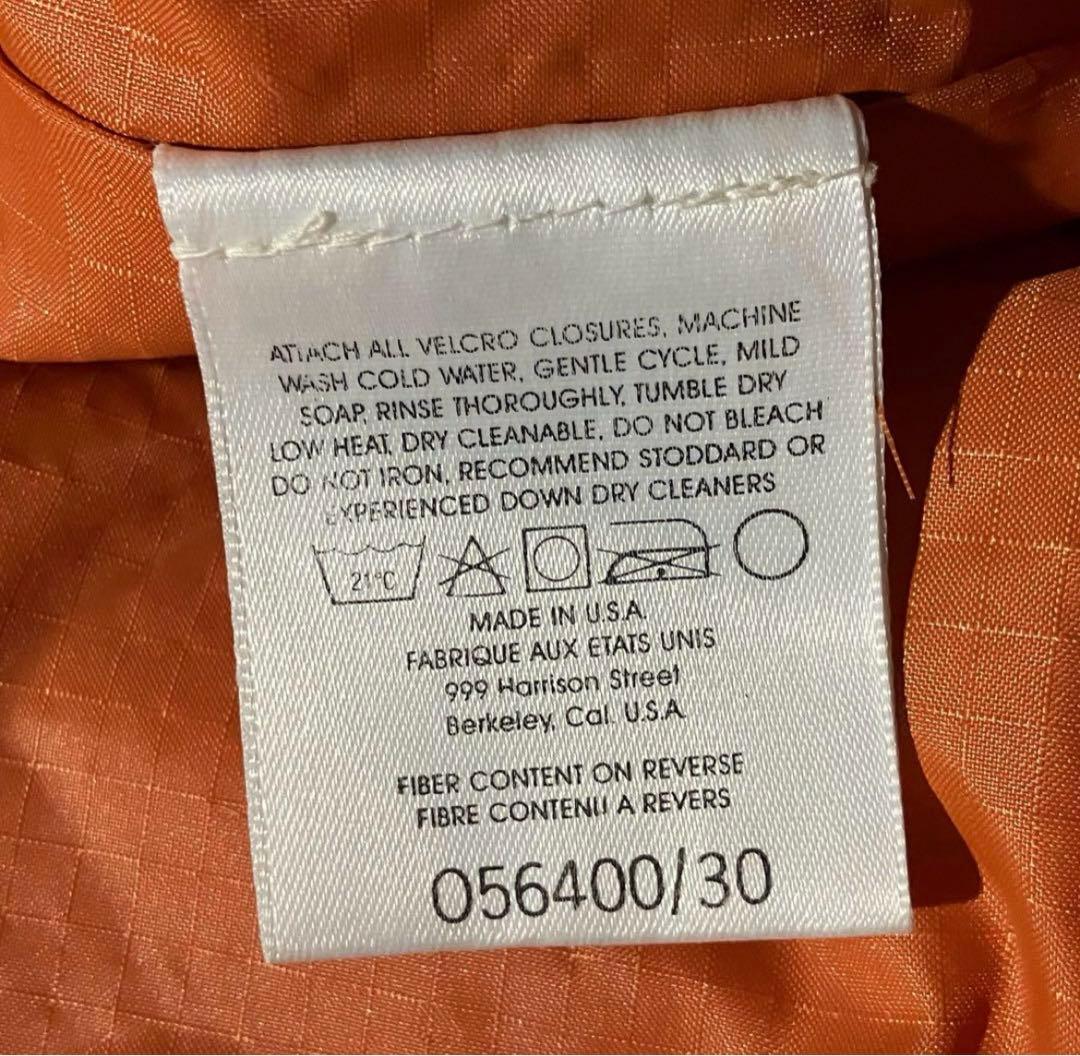 ATTACH ALL VELCRO CLOSURES, MACHINE
WASH COLD WATER, GENTLE CYCLE, MILD
SOAP, RINSE THOROUGHLY, TUMBLE DRY
LOW HEAT, DRY CLEANABLE, DO NOT BLEACH
DO NOT IRON, RECOMMEND STODDARD OR
EXPERIENCED DOWN DRY CLEANERS
21°C
MADE IN U.S.A.
FABRIQUE AUX ETATS UNIS
999 Harrison Street
Berkeley, Cal. U.S.A.
FIBER CONTENT ON REVERSE
FIBRE CONTENU A REVERS
056400/30